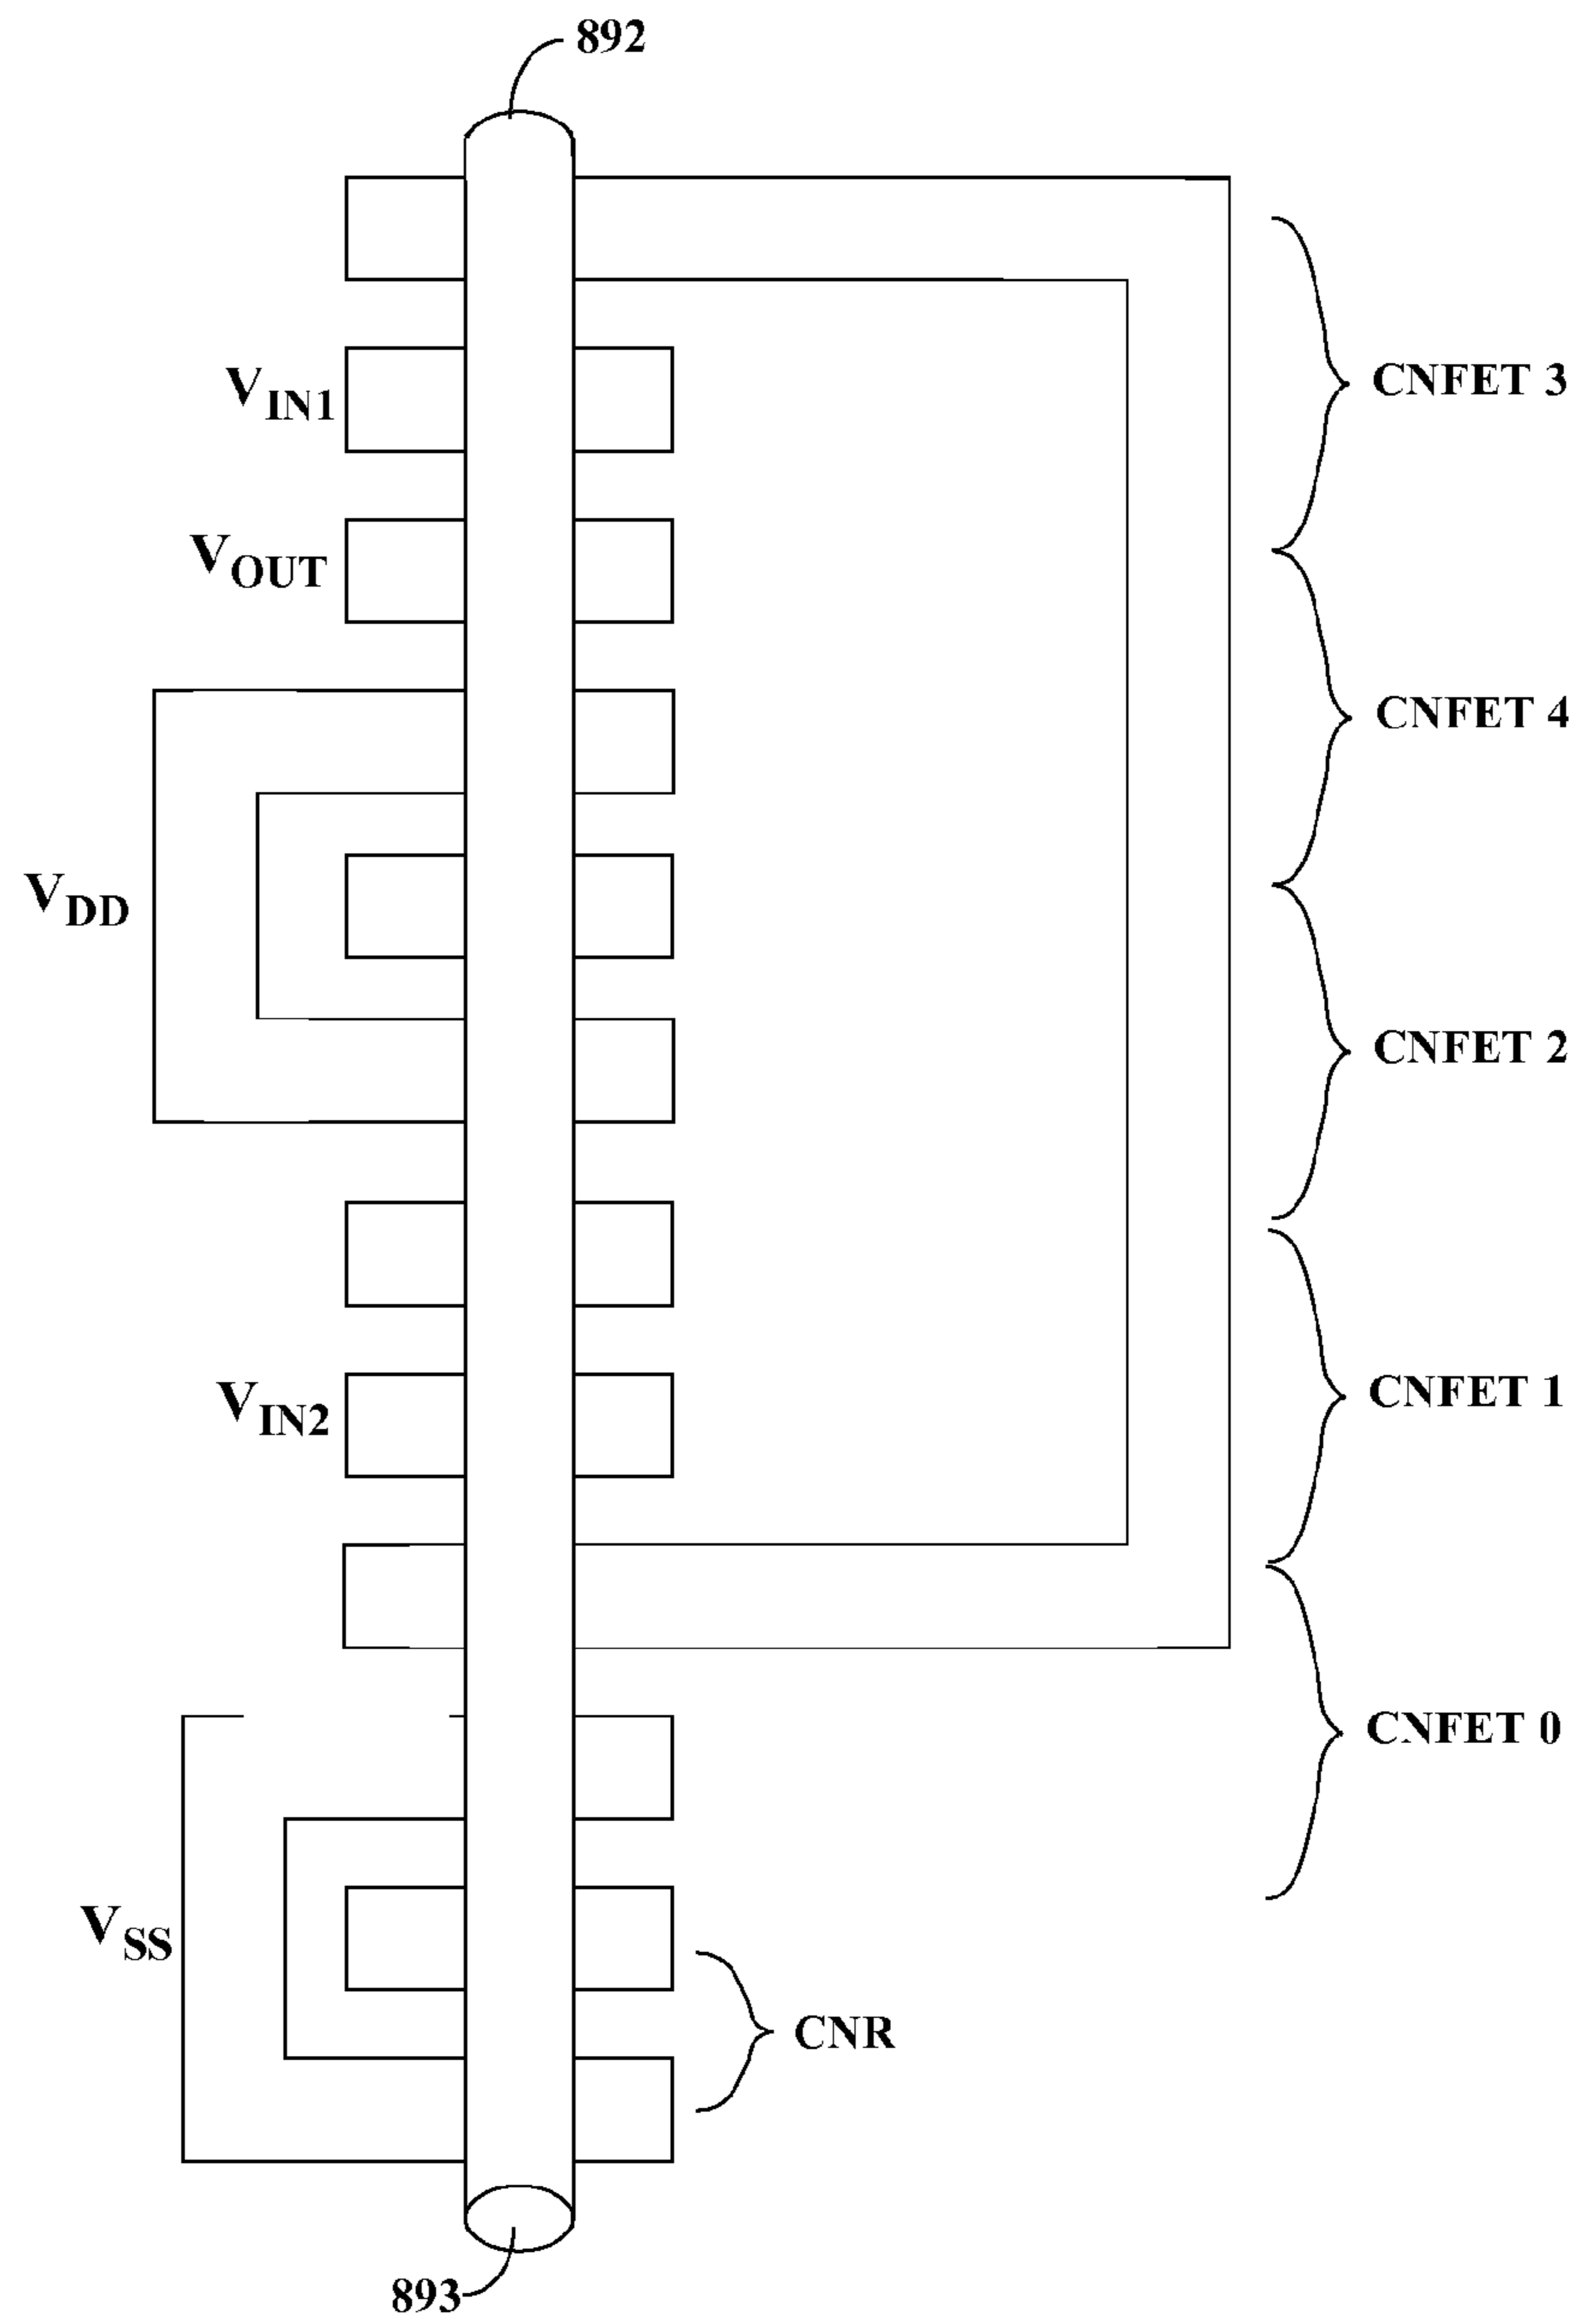 892
VIN1
CNFET 3
VOUT
CNFET 4
VDD
CNFET 2
VIN2
CNFET 1
CNFET 0
VSS
CNR
893